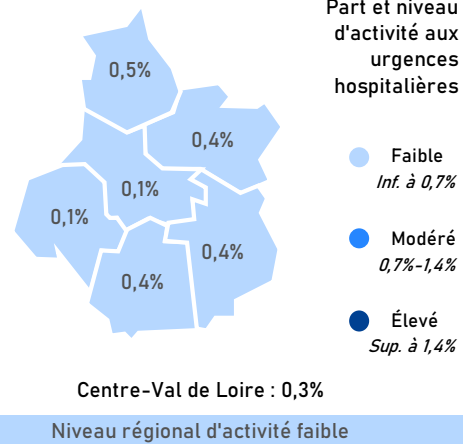 Part et niveau
d'activité aux
urgences
hospitalières
0,5%
0,4%
0,1%
0,1%
0,4%
0,4%
Faible
Inf. à 0,7%
Modéré
0,7%-1,4%
Élevé
Sup. à 1,4%
Centre-Val de Loire : 0,3%
Niveau régional d'activité faible